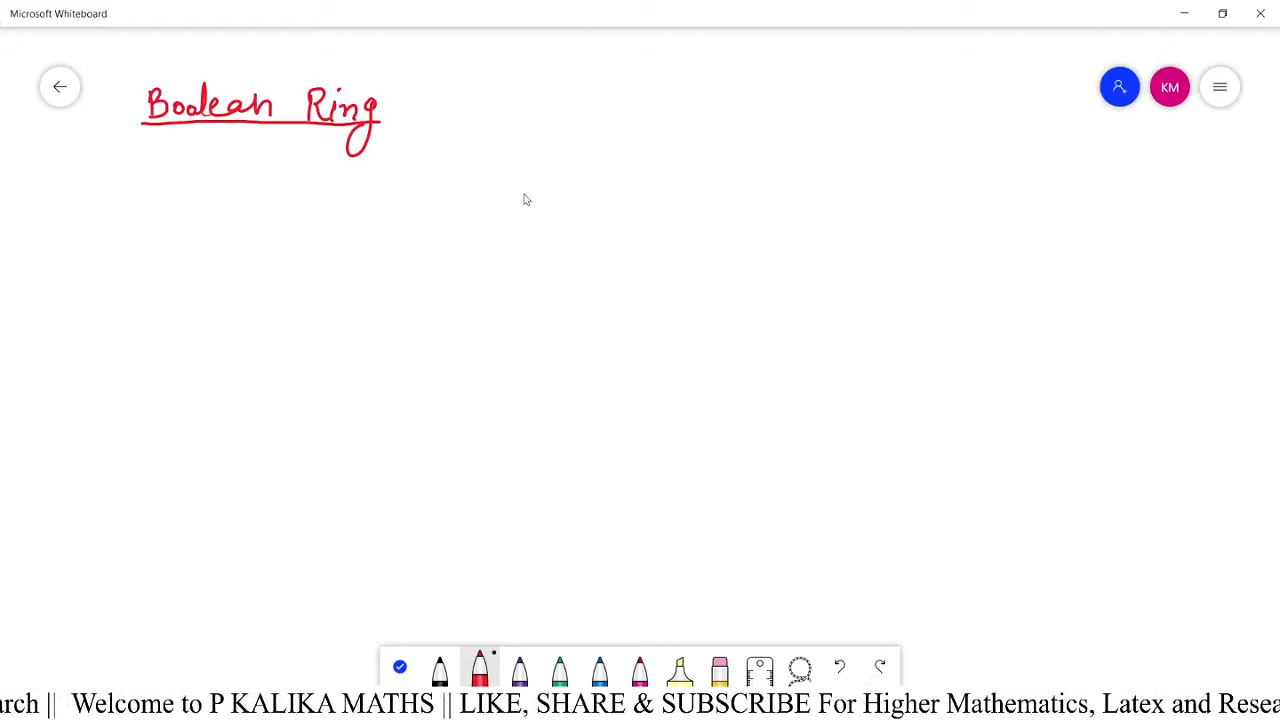 Microsoft Whiteboard
Boolean Ring
KM
arch || Welcome to P KALIKA MATHS || LIKE, SHARE & SUBSCRIBE For Higher Mathematics, Latex and Resea